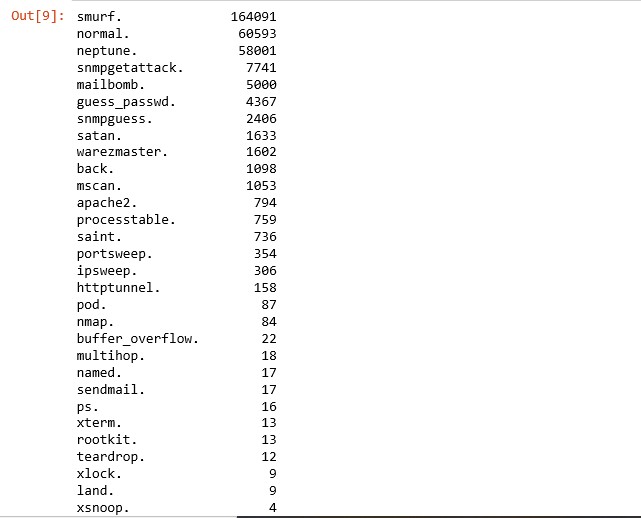 Out[9]: smurf. 164091
normal. 60593
neptune. 58001
snmpgetattack. 7741
mailbomb. 5000
guess_passwd. 4367
snmpguess. 2406
satan. 1633
warezmaster. 1602
back. 1098
mscan. 1053
apache2. 794
processtable. 759
saint. 736
portsweep. 354
ipsweep. 306
httptunnel. 158
pod. 87
nmap. 84
buffer_overflow. 22
multihop. 18
named. 17
sendmail. 17
ps. 16
xterm. 13
rootkit. 13
teardrop. 12
xlock. 9
land. 9
xsnoop. 4